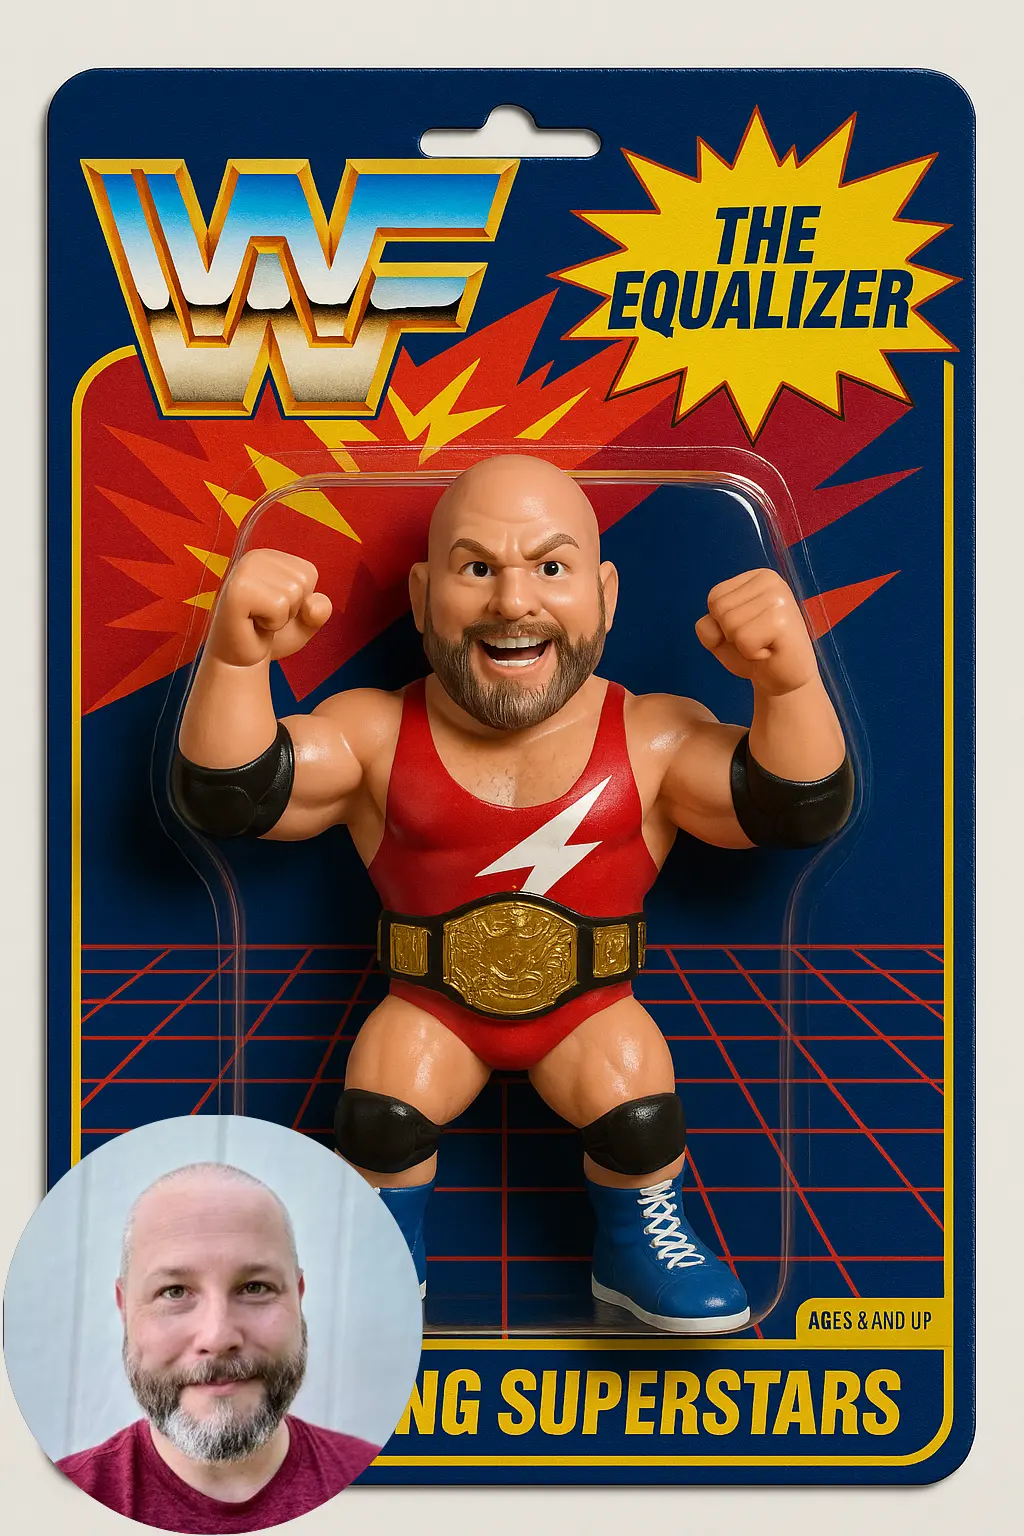 WF
THE
EQUALIZER
AGES & AND UP
NG SUPERSTARS